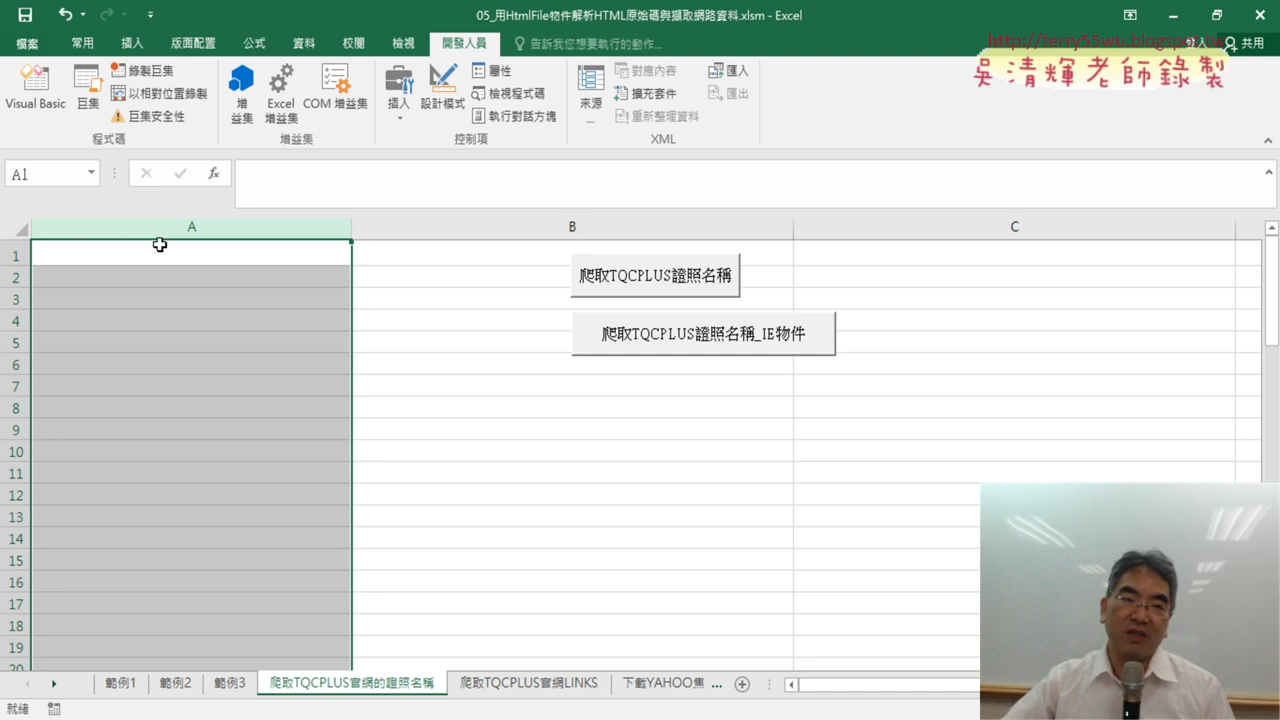 05_用HtmlFile物件解析HTML原始碼與擷取網路資料.xlsm - Excel
檔案 常用 插入 版面配置 公式 資料 校閱 檢視 開發人員 告訴我您想要執行的動作... 登入 共用
http://terry55wu.blogspot.tw
吳清輝老師錄製
Visual Basic 巨集 錄製巨集 以相對位置錄製 巨集安全性
增益集 Excel 增益集 COM 增益集
插入 設計模式 屬性 檢視程式碼 執行對話方塊
來源... 對應內容 擴充套件 重新整理資料 匯入 匯出
程式碼 增益集 控制項 XML
A1 fx
A B C
1
爬取TQCPLUS證照名稱
2
3
4
爬取TQCPLUS證照名稱_IE物件
5
6
7
8
9
10
11
12
13
14
15
16
17
18
19
20
範例1 範例2 範例3 爬取TQCPLUS官網的證照名稱 爬取TQCPLUS官網LINKS 下載YAHOO焦 ...
就緒